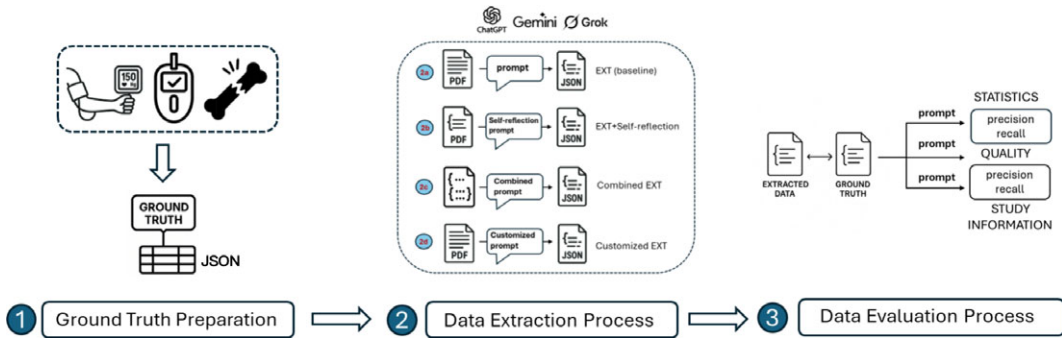 ChatGPT
Gemini
Grok
150
GROUND
TRUTH
JSON
2a
PDF
prompt
JSON
EXT (baseline)
2b
PDF
Self-reflection
prompt
JSON
EXT+Self-reflection
2c
Combined
prompt
JSON
Combined EXT
2d
PDF
Customized
prompt
JSON
Customized EXT
EXTRACTED
DATA
GROUND
TRUTH
prompt
prompt
prompt
STATISTICS
precision
recall
QUALITY
precision
recall
STUDY
INFORMATION
1 Ground Truth Preparation
2 Data Extraction Process
3 Data Evaluation Process